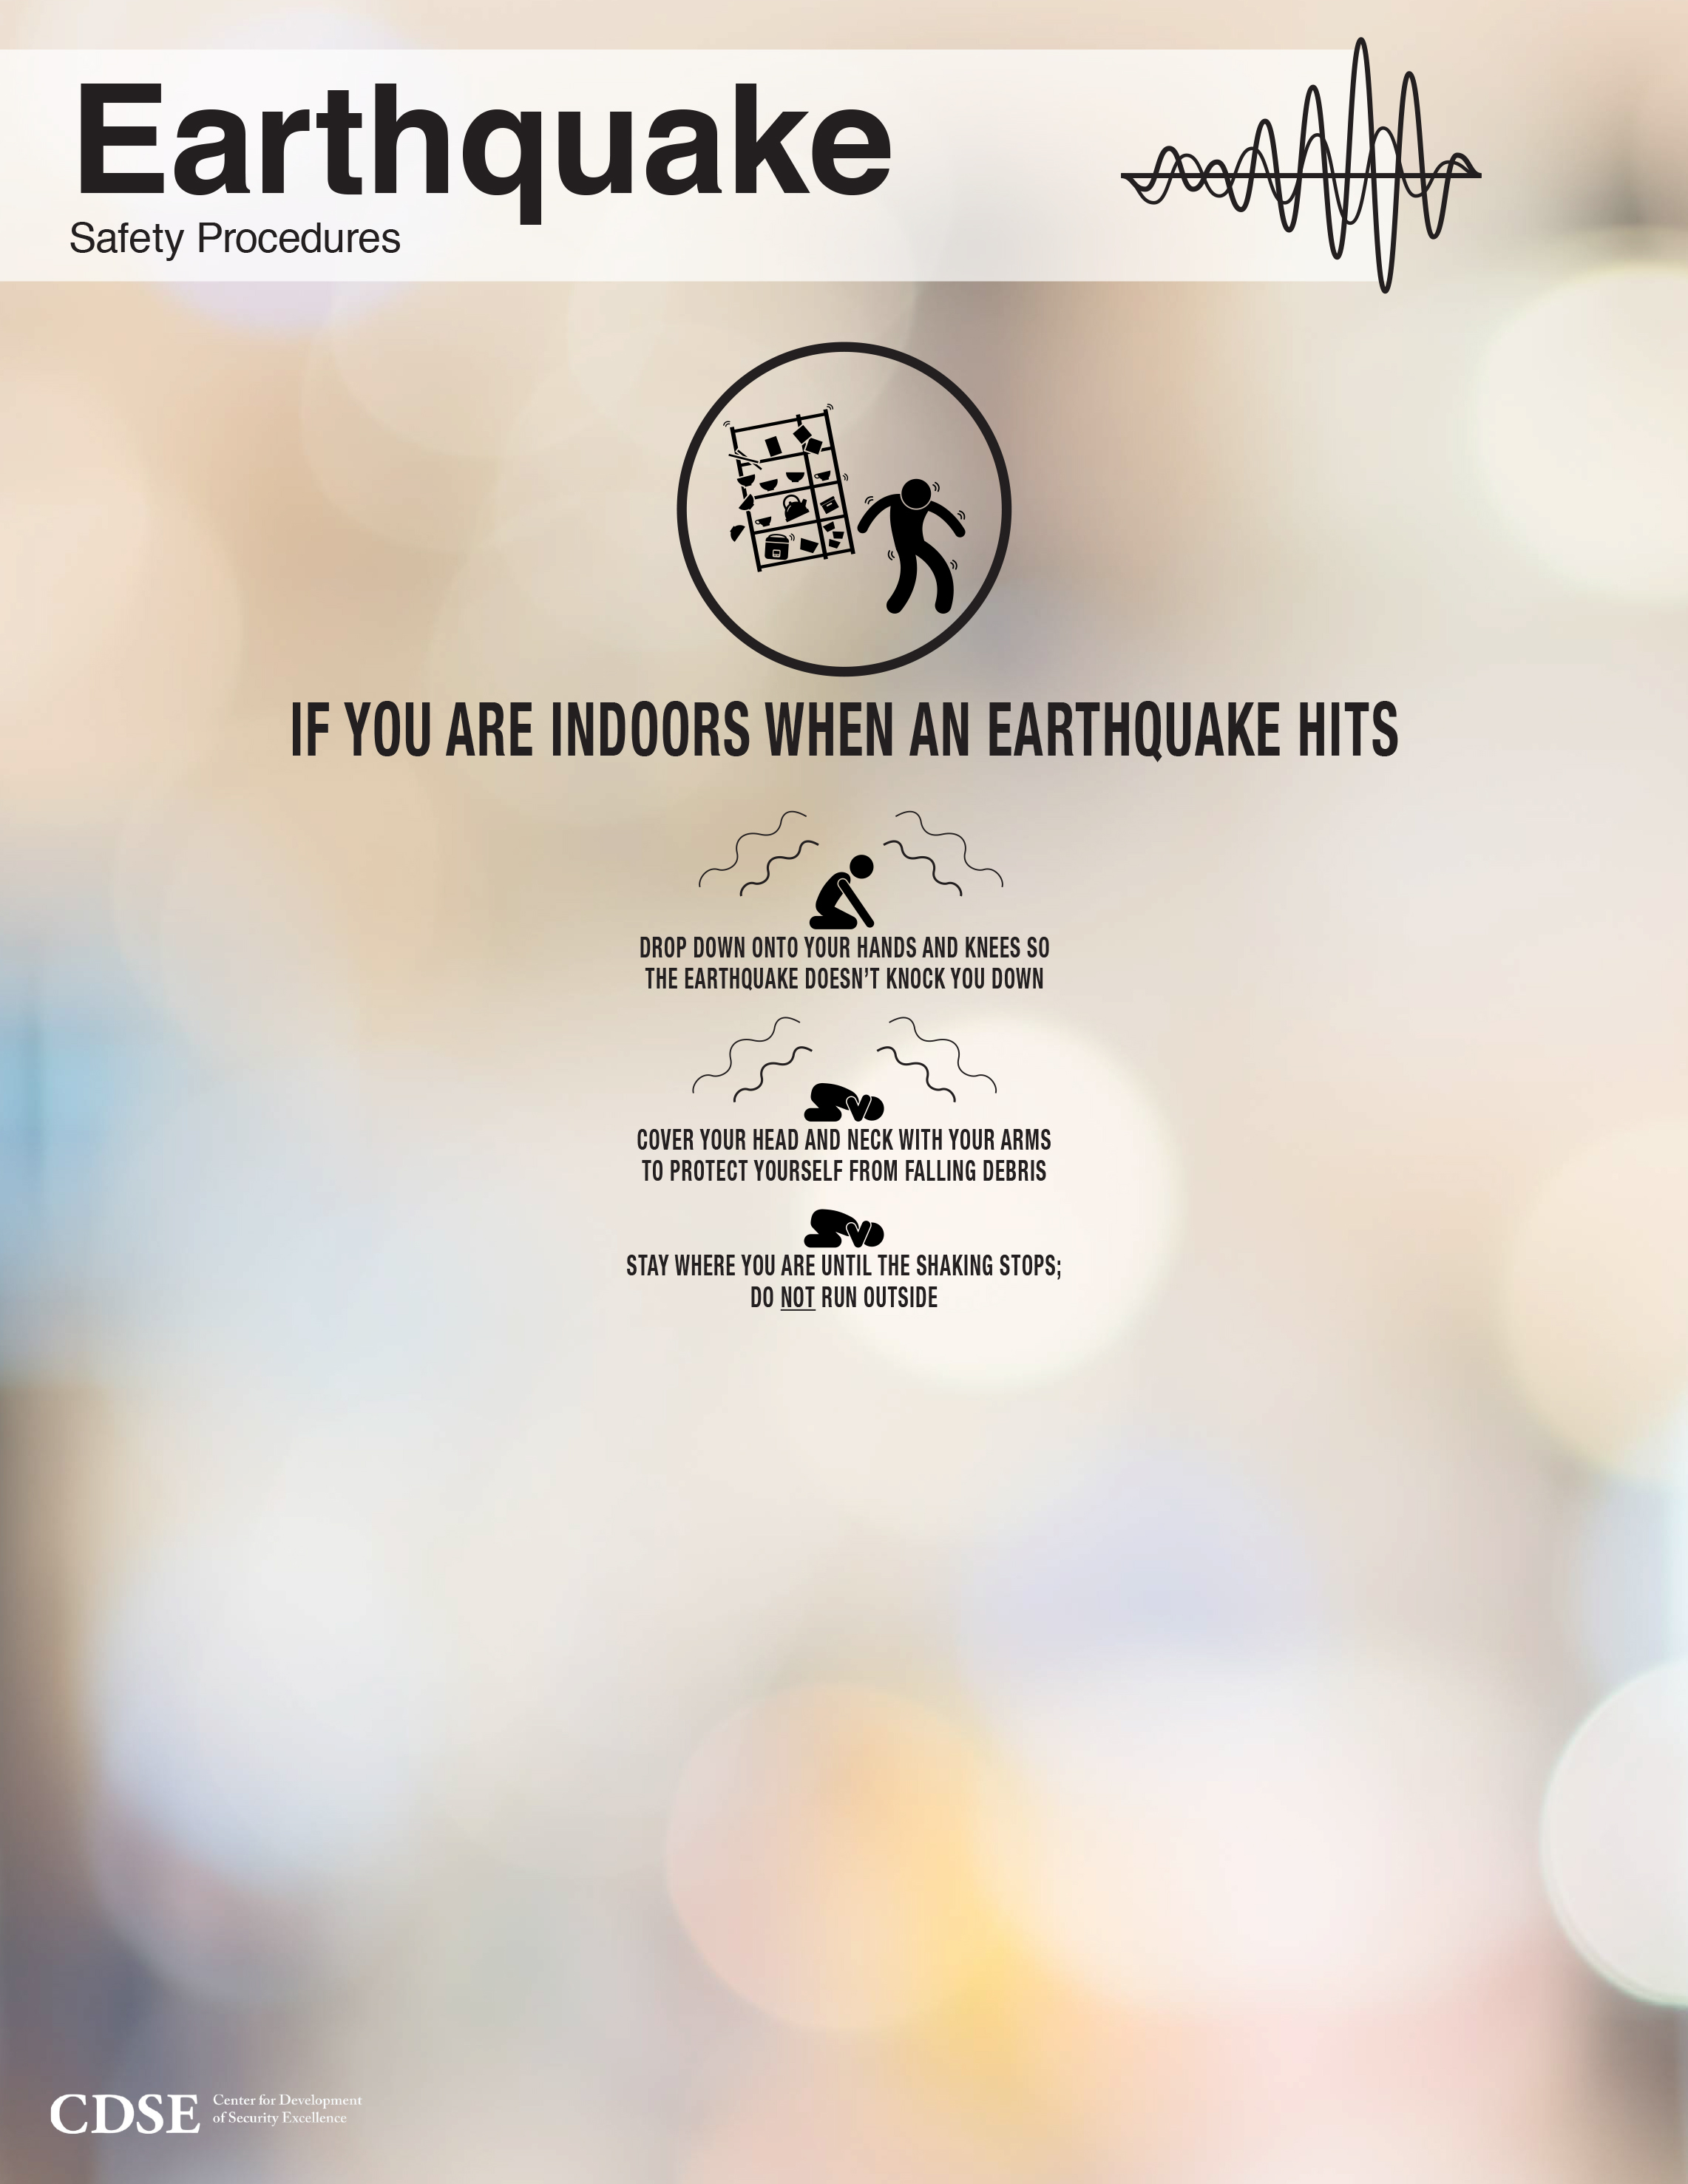 Earthquake
Safety Procedures
IF YOU ARE INDOORS WHEN AN EARTHQUAKE HITS
DROP DOWN ONTO YOUR HANDS AND KNEES SO
THE EARTHQUAKE DOESN’T KNOCK YOU DOWN
COVER YOUR HEAD AND NECK WITH YOUR ARMS
TO PROTECT YOURSELF FROM FALLING DEBRIS
STAY WHERE YOU ARE UNTIL THE SHAKING STOPS;
DO NOT RUN OUTSIDE
CDSE
Center for Development
of Security Excellence